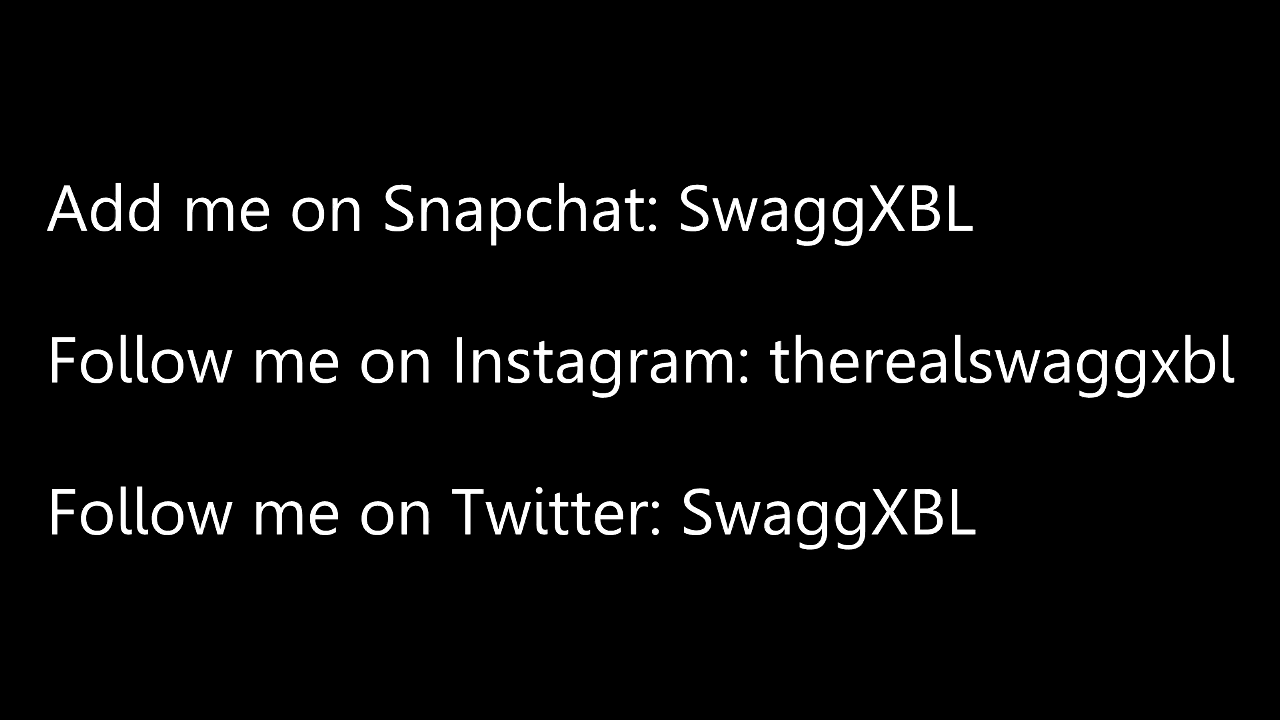 Add me on Snapchat: SwaggXBL
Follow me on Instagram: therealswaggxbl
Follow me on Twitter: SwaggXBL